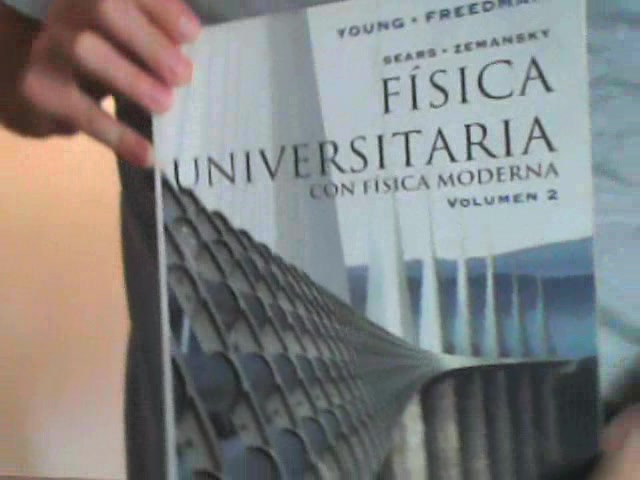 YOUNG · FREEDMAN
SEARS · ZEMANSKY
FÍSICA
UNIVERSITARIA
CON FÍSICA MODERNA
VOLUMEN 2